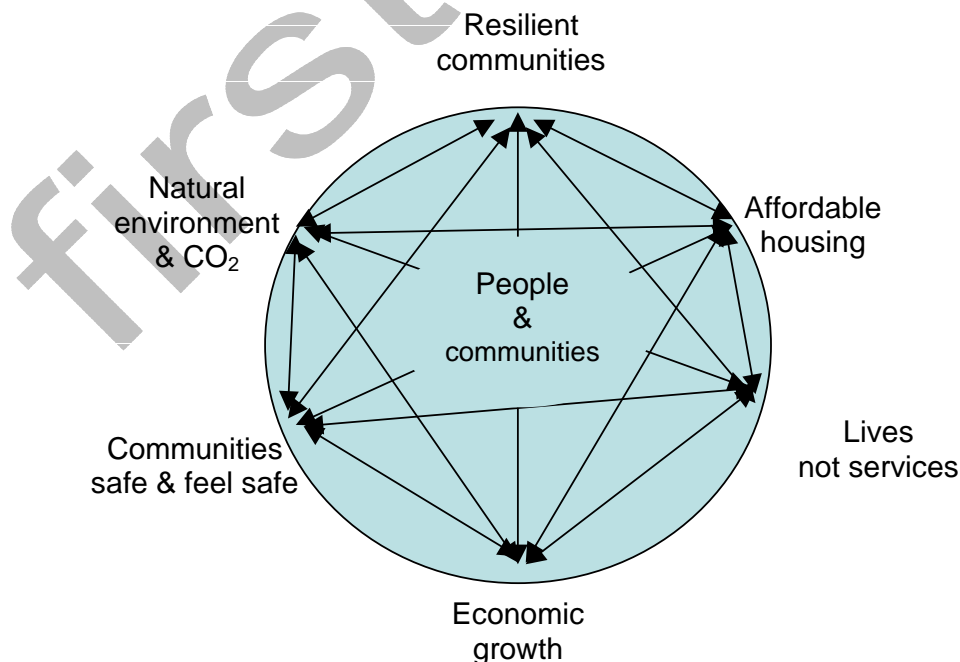 first
Resilient
communities
Natural
environment
& CO₂
Affordable
housing
People
&
communities
Communities
safe & feel safe
Lives
not services
Economic
growth